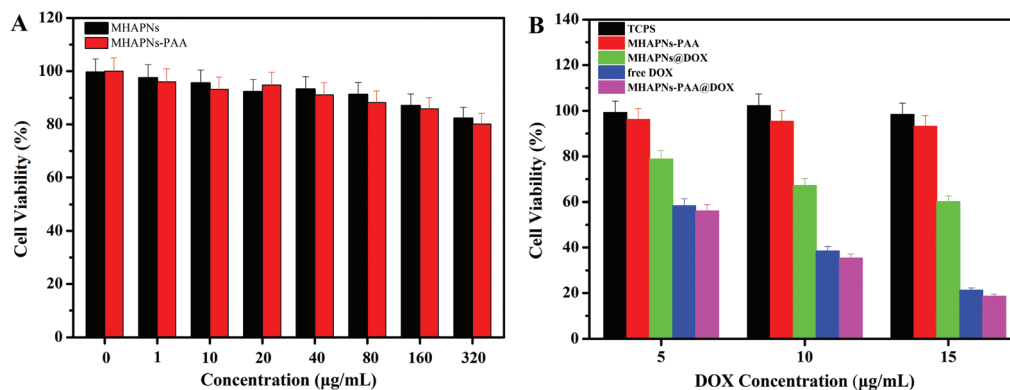 A
MHAPNs
MHAPNs-PAA
120
100
80
60
40
20
0
Cell Viability (%)
0 1 10 20 40 80 160 320
Concentration (μg/mL)
B
TCPS
MHAPNs-PAA
MHAPNs@DOX
free DOX
MHAPNs-PAA@DOX
140
120
100
80
60
40
20
0
Cell Viability (%)
5 10 15
DOX Concentration (μg/mL)